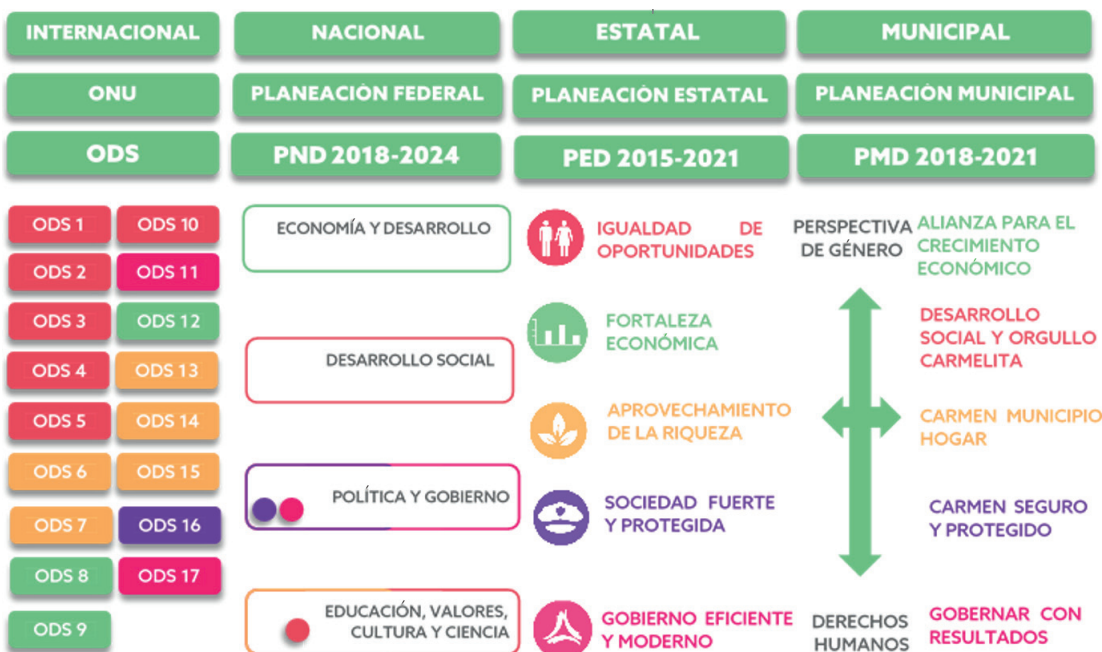 INTERNACIONAL
NACIONAL
ESTATAL
MUNICIPAL
ONU
PLANEACIÓN FEDERAL
PLANEACIÓN ESTATAL
PLANEACIÓN MUNICIPAL
ODS
PND 2018-2024
PED 2015-2021
PMD 2018-2021
ODS 1
ODS 10
ODS 2
ODS 11
ODS 3
ODS 12
ODS 4
ODS 13
ODS 5
ODS 14
ODS 6
ODS 15
ODS 7
ODS 16
ODS 8
ODS 17
ODS 9
ECONOMÍA Y DESARROLLO
DESARROLLO SOCIAL
POLÍTICA Y GOBIERNO
EDUCACIÓN, VALORES,
CULTURA Y CIENCIA
IGUALDAD DE
OPORTUNIDADES
FORTALEZA
ECONÓMICA
APROVECHAMIENTO
DE LA RIQUEZA
SOCIEDAD FUERTE
Y PROTEGIDA
GOBIERNO EFICIENTE
Y MODERNO
PERSPECTIVA
DE GÉNERO
DERECHOS
HUMANOS
ALIANZA PARA EL
CRECIMIENTO
ECONÓMICO
DESARROLLO
SOCIAL Y ORGULLO
CARMELITA
CARMEN MUNICIPIO
HOGAR
CARMEN SEGURO
Y PROTEGIDO
GOBERNAR CON
RESULTADOS